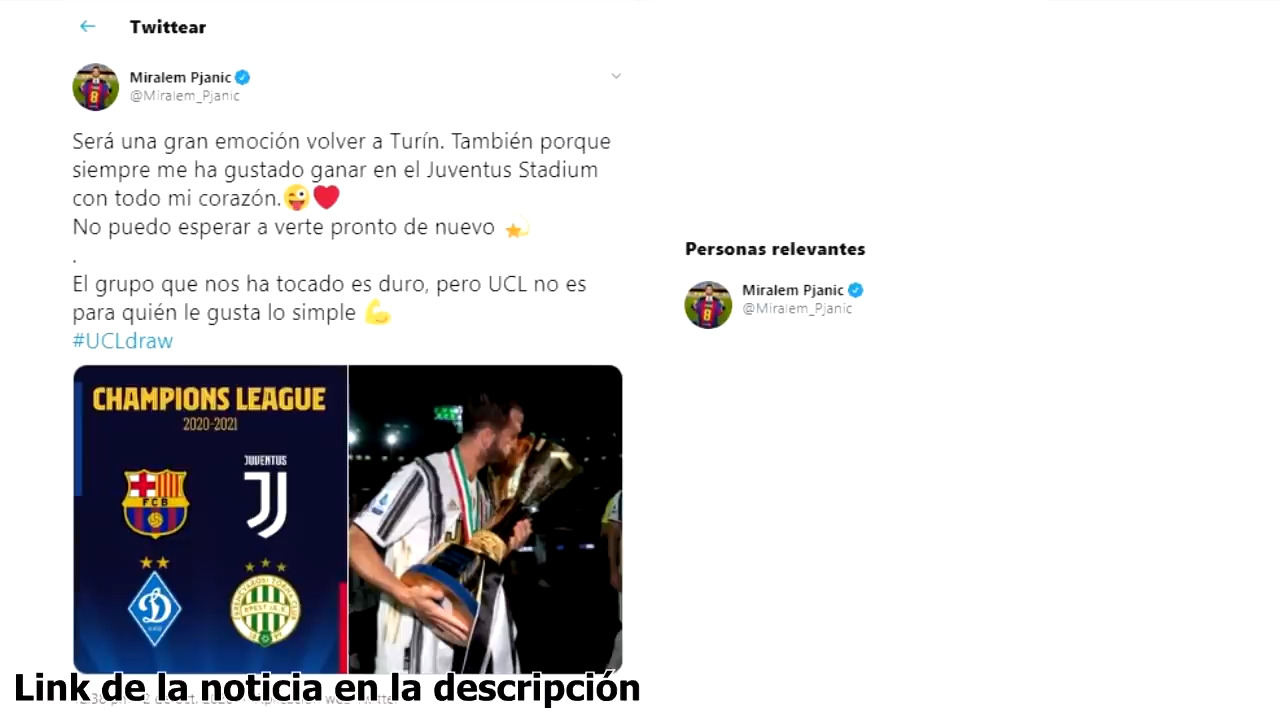 Twittear
Miralem Pjanic
@Miralem_Pjanic
Será una gran emoción volver a Turín. También porque
siempre me ha gustado ganar en el Juventus Stadium
con todo mi corazón.😜❤️
No puedo esperar a verte pronto de nuevo 💫
.
El grupo que nos ha tocado es duro, pero UCL no es
para quién le gusta lo simple 💪
#UCLdraw
CHAMPIONS LEAGUE
2020-2021
JUVENTUS
FCB
Personas relevantes
Miralem Pjanic
@Miralem_Pjanic
Link de la noticia en la descripción